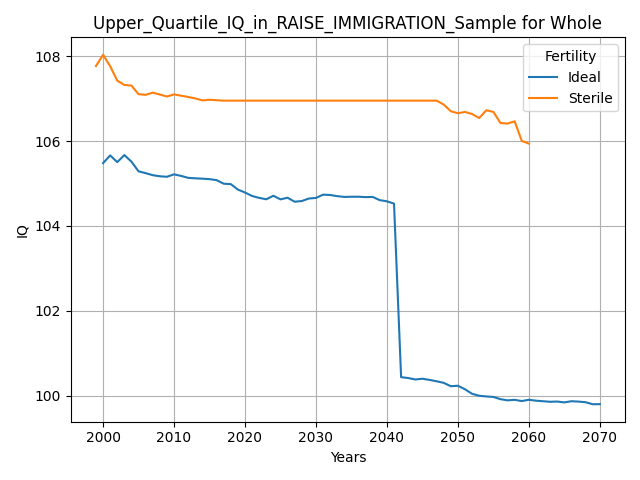 Upper_Quartile_IQ_in_RAISE_IMMIGRATION_Sample for Whole
Fertility
Ideal
Sterile
108
106
104
102
100
IQ
2000 2010 2020 2030 2040 2050 2060 2070
Years